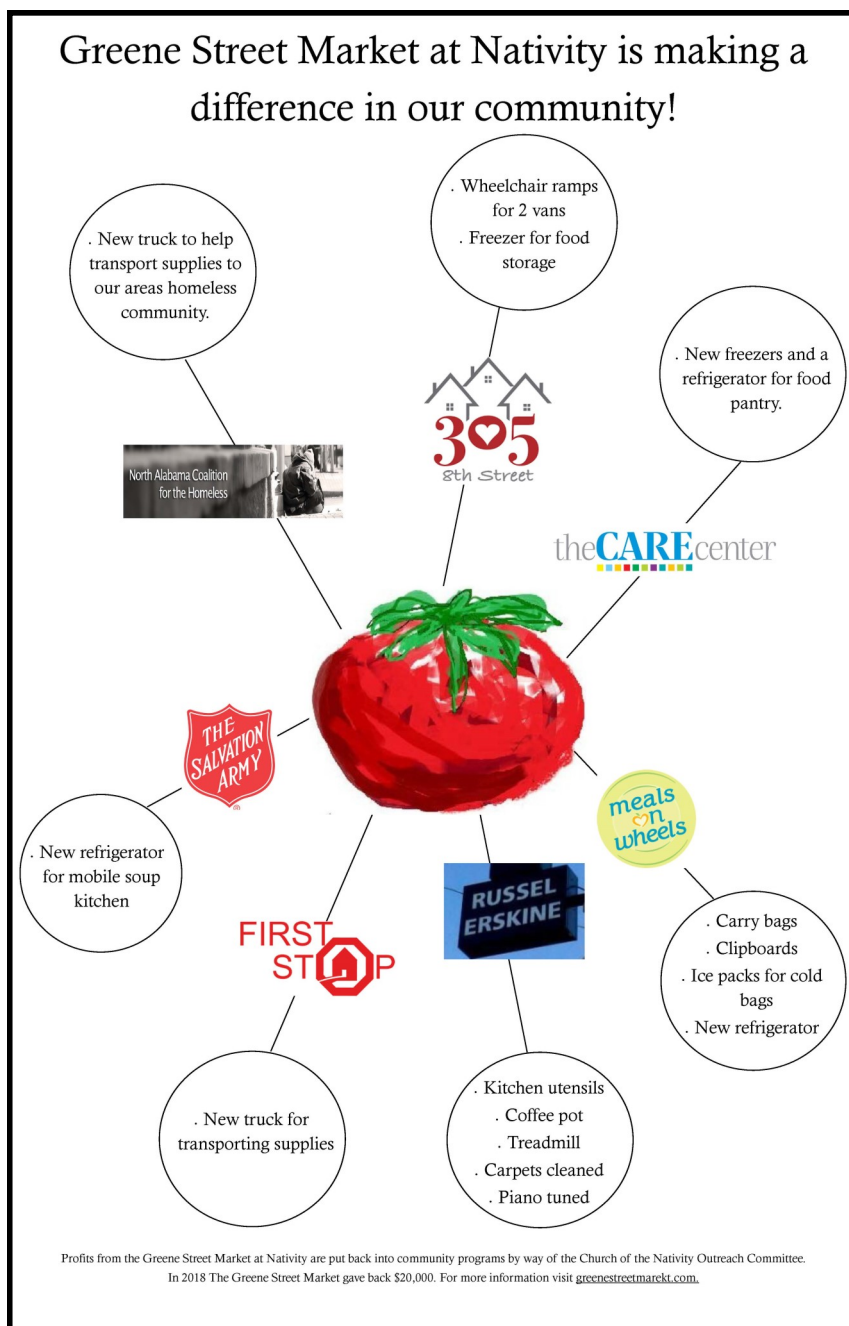 Greene Street Market at Nativity is making a
difference in our community!
. Wheelchair ramps
for 2 vans
. Freezer for food
storage
. New truck to help
transport supplies to
our areas homeless
community.
. New freezers and a
refrigerator for food
pantry.
305
8th Street
North Alabama Coalition
for the Homeless
theCAREcenter
THE
SALVATION
ARMY
meals
on
wheels
. New refrigerator
for mobile soup
kitchen
RUSSEL
ERSKINE
FIRST
STOP
. Carry bags
. Clipboards
. Ice packs for cold
bags
. New refrigerator
. New truck for
transporting supplies
. Kitchen utensils
. Coffee pot
. Treadmill
. Carpets cleaned
. Piano tuned
Profits from the Greene Street Market at Nativity are put back into community programs by way of the Church of the Nativity Outreach Committee.
In 2018 The Greene Street Market gave back $20,000. For more information visit greenestreetmarekt.com.